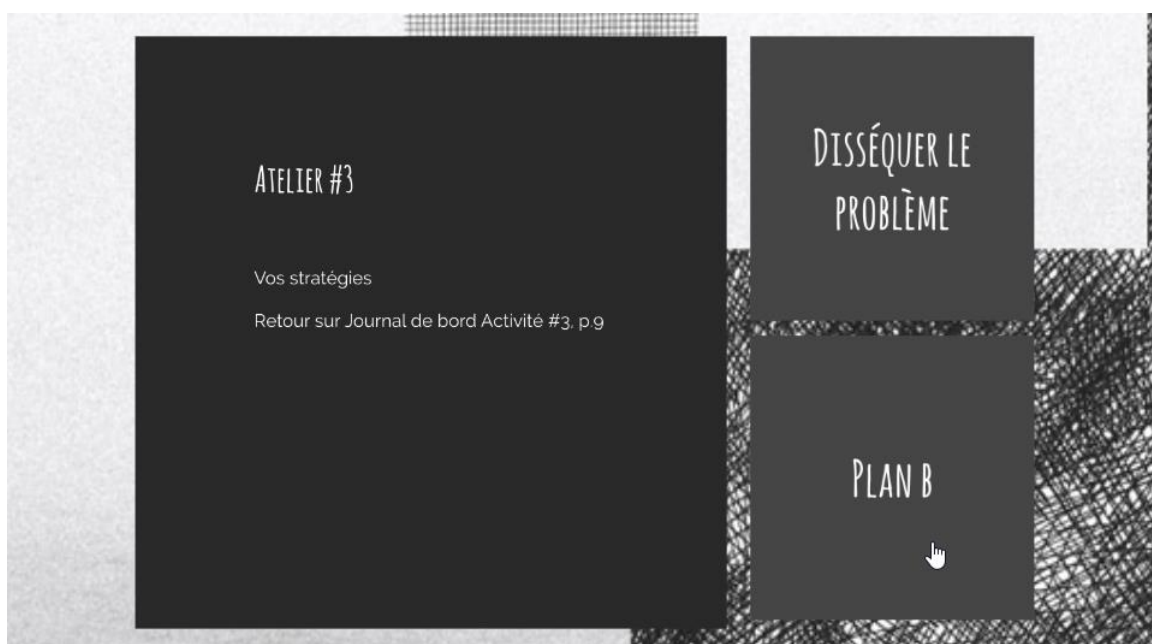 Atelier #3
Vos stratégies
Retour sur Journal de bord Activité #3, p.9
Disséquer le
problème
Plan b